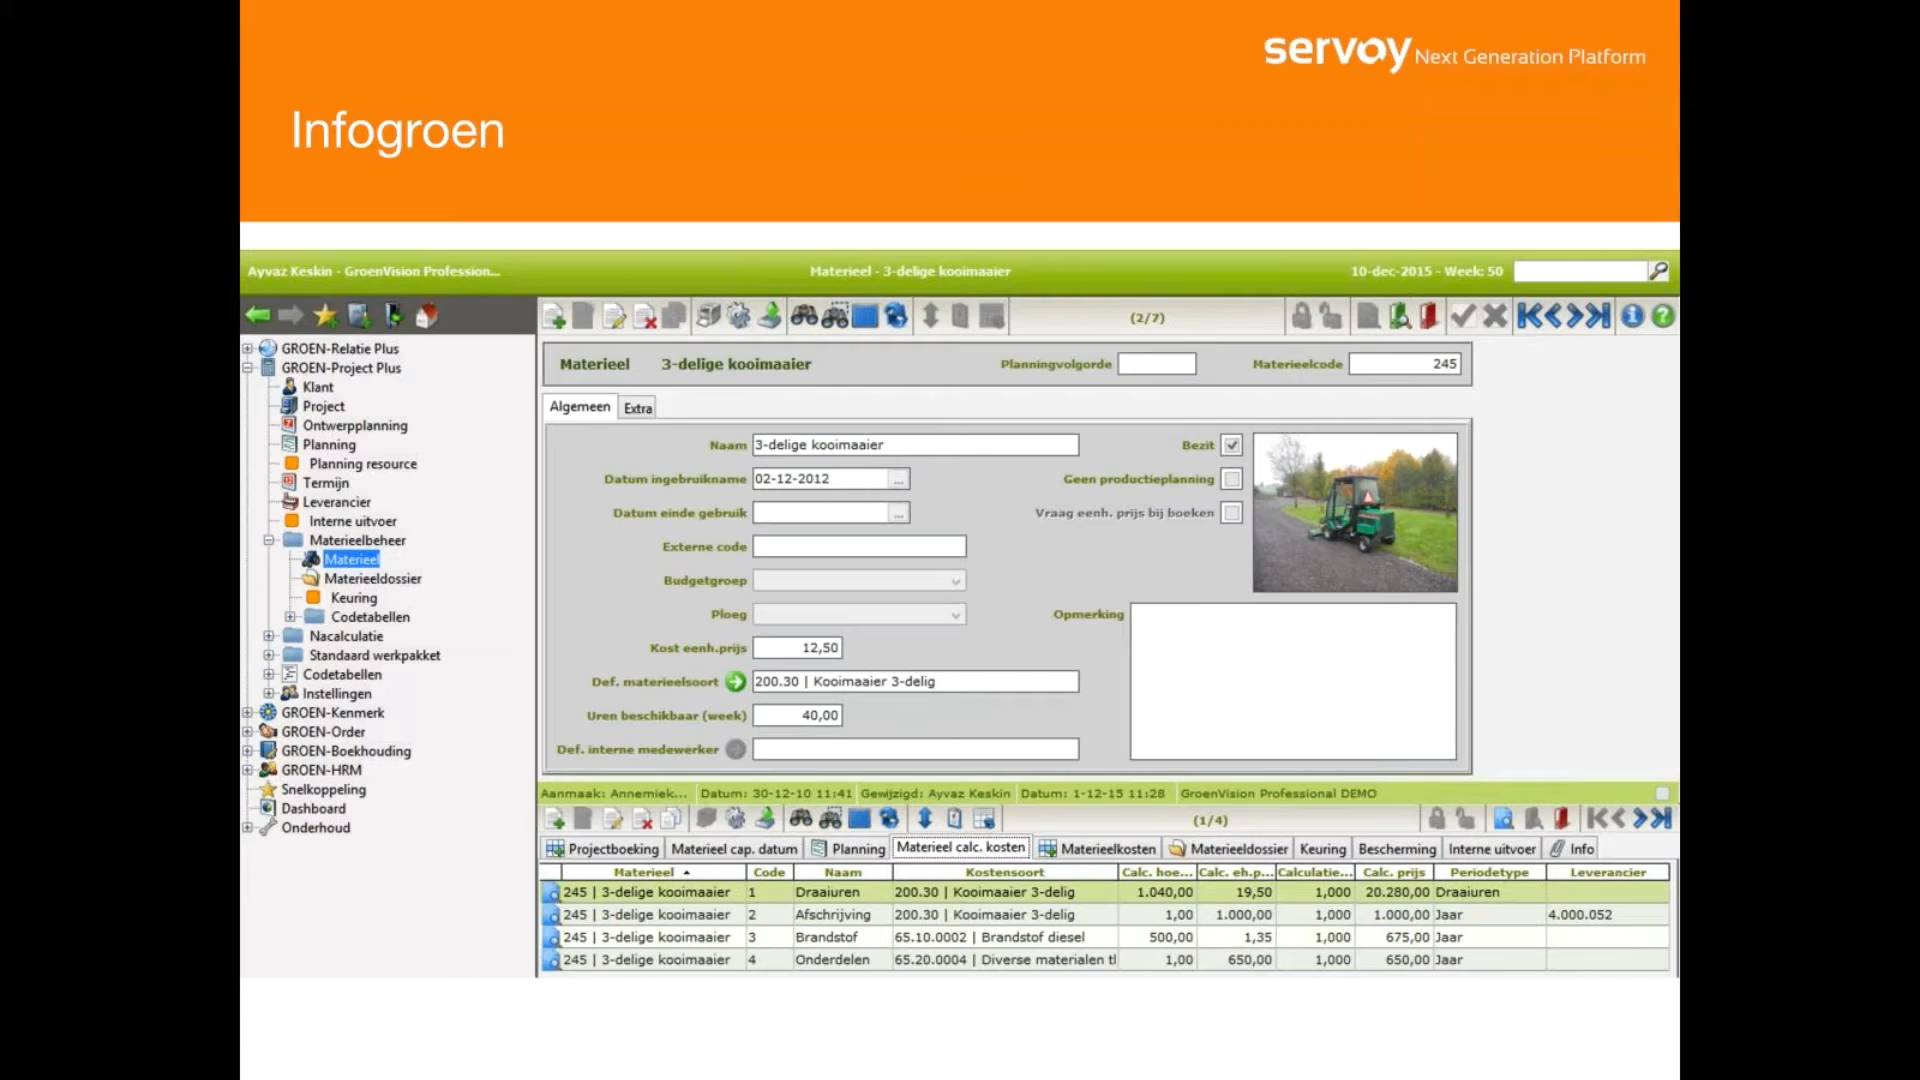 servoy Next Generation Platform
Infogroen
Ayvaz Keskin - GroenVision Profession... Materieel - 3-delige kooimaaier 10-dec-2015 - Week: 50
(2/7)
GROEN-Relatie Plus
GROEN-Project Plus
Klant
Project
Ontwerpplanning
Planning
Planning resource
Termijn
Leverancier
Interne uitvoer
Materieelbeheer
Materieel
Materieeldossier
Keuring
Codetabellen
Nacalculatie
Standaard werkpakket
Codetabellen
Instellingen
GROEN-Kenmerk
GROEN-Order
GROEN-Boekhouding
GROEN-HRM
Snelkoppeling
Dashboard
Onderhoud
Materieel 3-delige kooimaaier Planningvolgorde Materieelcode 245
Algemeen Extra
Naam 3-delige kooimaaier Bezit
Datum ingebruikname 02-12-2012 ... Geen productieplanning
Datum einde gebruik ... Vraag eenh. prijs bij boeken
Externe code
Budgetgroep
Ploeg Opmerking
Kost eenh.prijs 12,50
Def. materieelsoort 200.30 | Kooimaaier 3-delig
Uren beschikbaar (week) 40,00
Def. interne medewerker
Aanmaak: Annemiek... Datum: 30-12-10 11:41 Gewijzigd: Ayvaz Keskin Datum: 1-12-15 11:28 GroenVision Professional DEMO
(1/4)
Projectboeking Materieel cap. datum Planning Materieel calc. kosten Materieelkosten Materieeldossier Keuring Bescherming Interne uitvoer Info
Materieel Code Naam Kostensoort Calc. hoe... Calc. eh.p... Calculatie... Calc. prijs Periodetype Leverancier
245 | 3-delige kooimaaier 1 Draaiuren 200.30 | Kooimaaier 3-delig 1.040,00 19,50 1,000 20.280,00 Draaiuren
245 | 3-delige kooimaaier 2 Afschrijving 200.30 | Kooimaaier 3-delig 1,00 1.000,00 1,000 1.000,00 Jaar 4.000.052
245 | 3-delige kooimaaier 3 Brandstof 65.10.0002 | Brandstof diesel 500,00 1,35 1,000 675,00 Jaar
245 | 3-delige kooimaaier 4 Onderdelen 65.20.0004 | Diverse materialen tl 1,00 650,00 1,000 650,00 Jaar